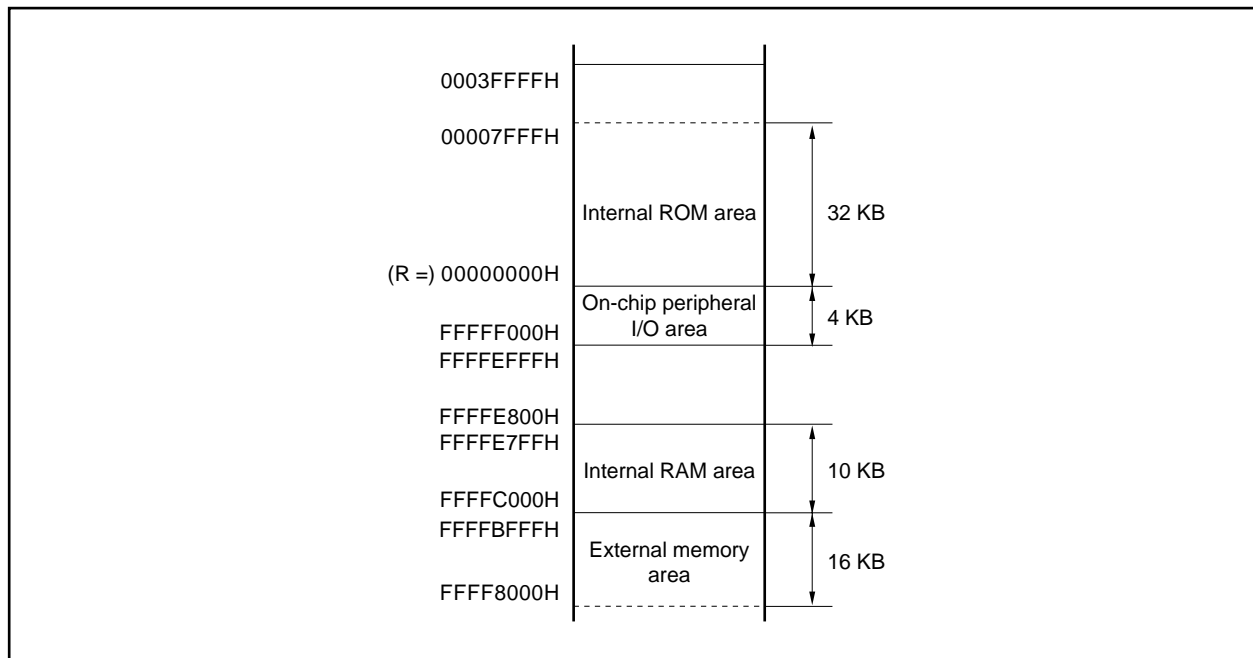 0003FFFFH
00007FFFH
Internal ROM area
32 KB
(R =) 00000000H
On-chip peripheral
I/O area
4 KB
FFFFF000H
FFFFEFFFH
FFFFE800H
FFFFE7FFH
Internal RAM area
10 KB
FFFFC000H
FFFFBFFFH
External memory
area
16 KB
FFFF8000H